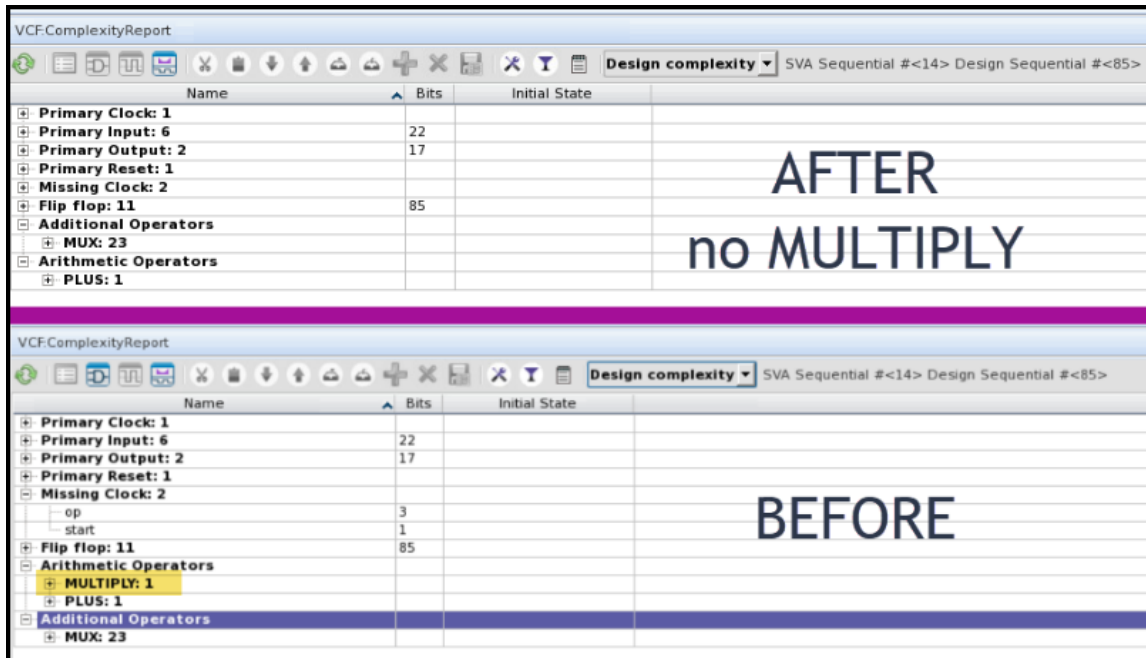 VCF:ComplexityReport
Design complexity SVA Sequential #<14> Design Sequential #<85>
Name Bits Initial State
Primary Clock: 1
Primary Input: 6 22
Primary Output: 2 17
Primary Reset: 1
Missing Clock: 2
Flip flop: 11 85
Additional Operators
MUX: 23
Arithmetic Operators
PLUS: 1
AFTER
no MULTIPLY
VCF:ComplexityReport
Design complexity SVA Sequential #<14> Design Sequential #<85>
Name Bits Initial State
Primary Clock: 1
Primary Input: 6 22
Primary Output: 2 17
Primary Reset: 1
Missing Clock: 2
op 3
start 1
Flip flop: 11 85
Arithmetic Operators
MULTIPLY: 1
PLUS: 1
Additional Operators
MUX: 23
BEFORE